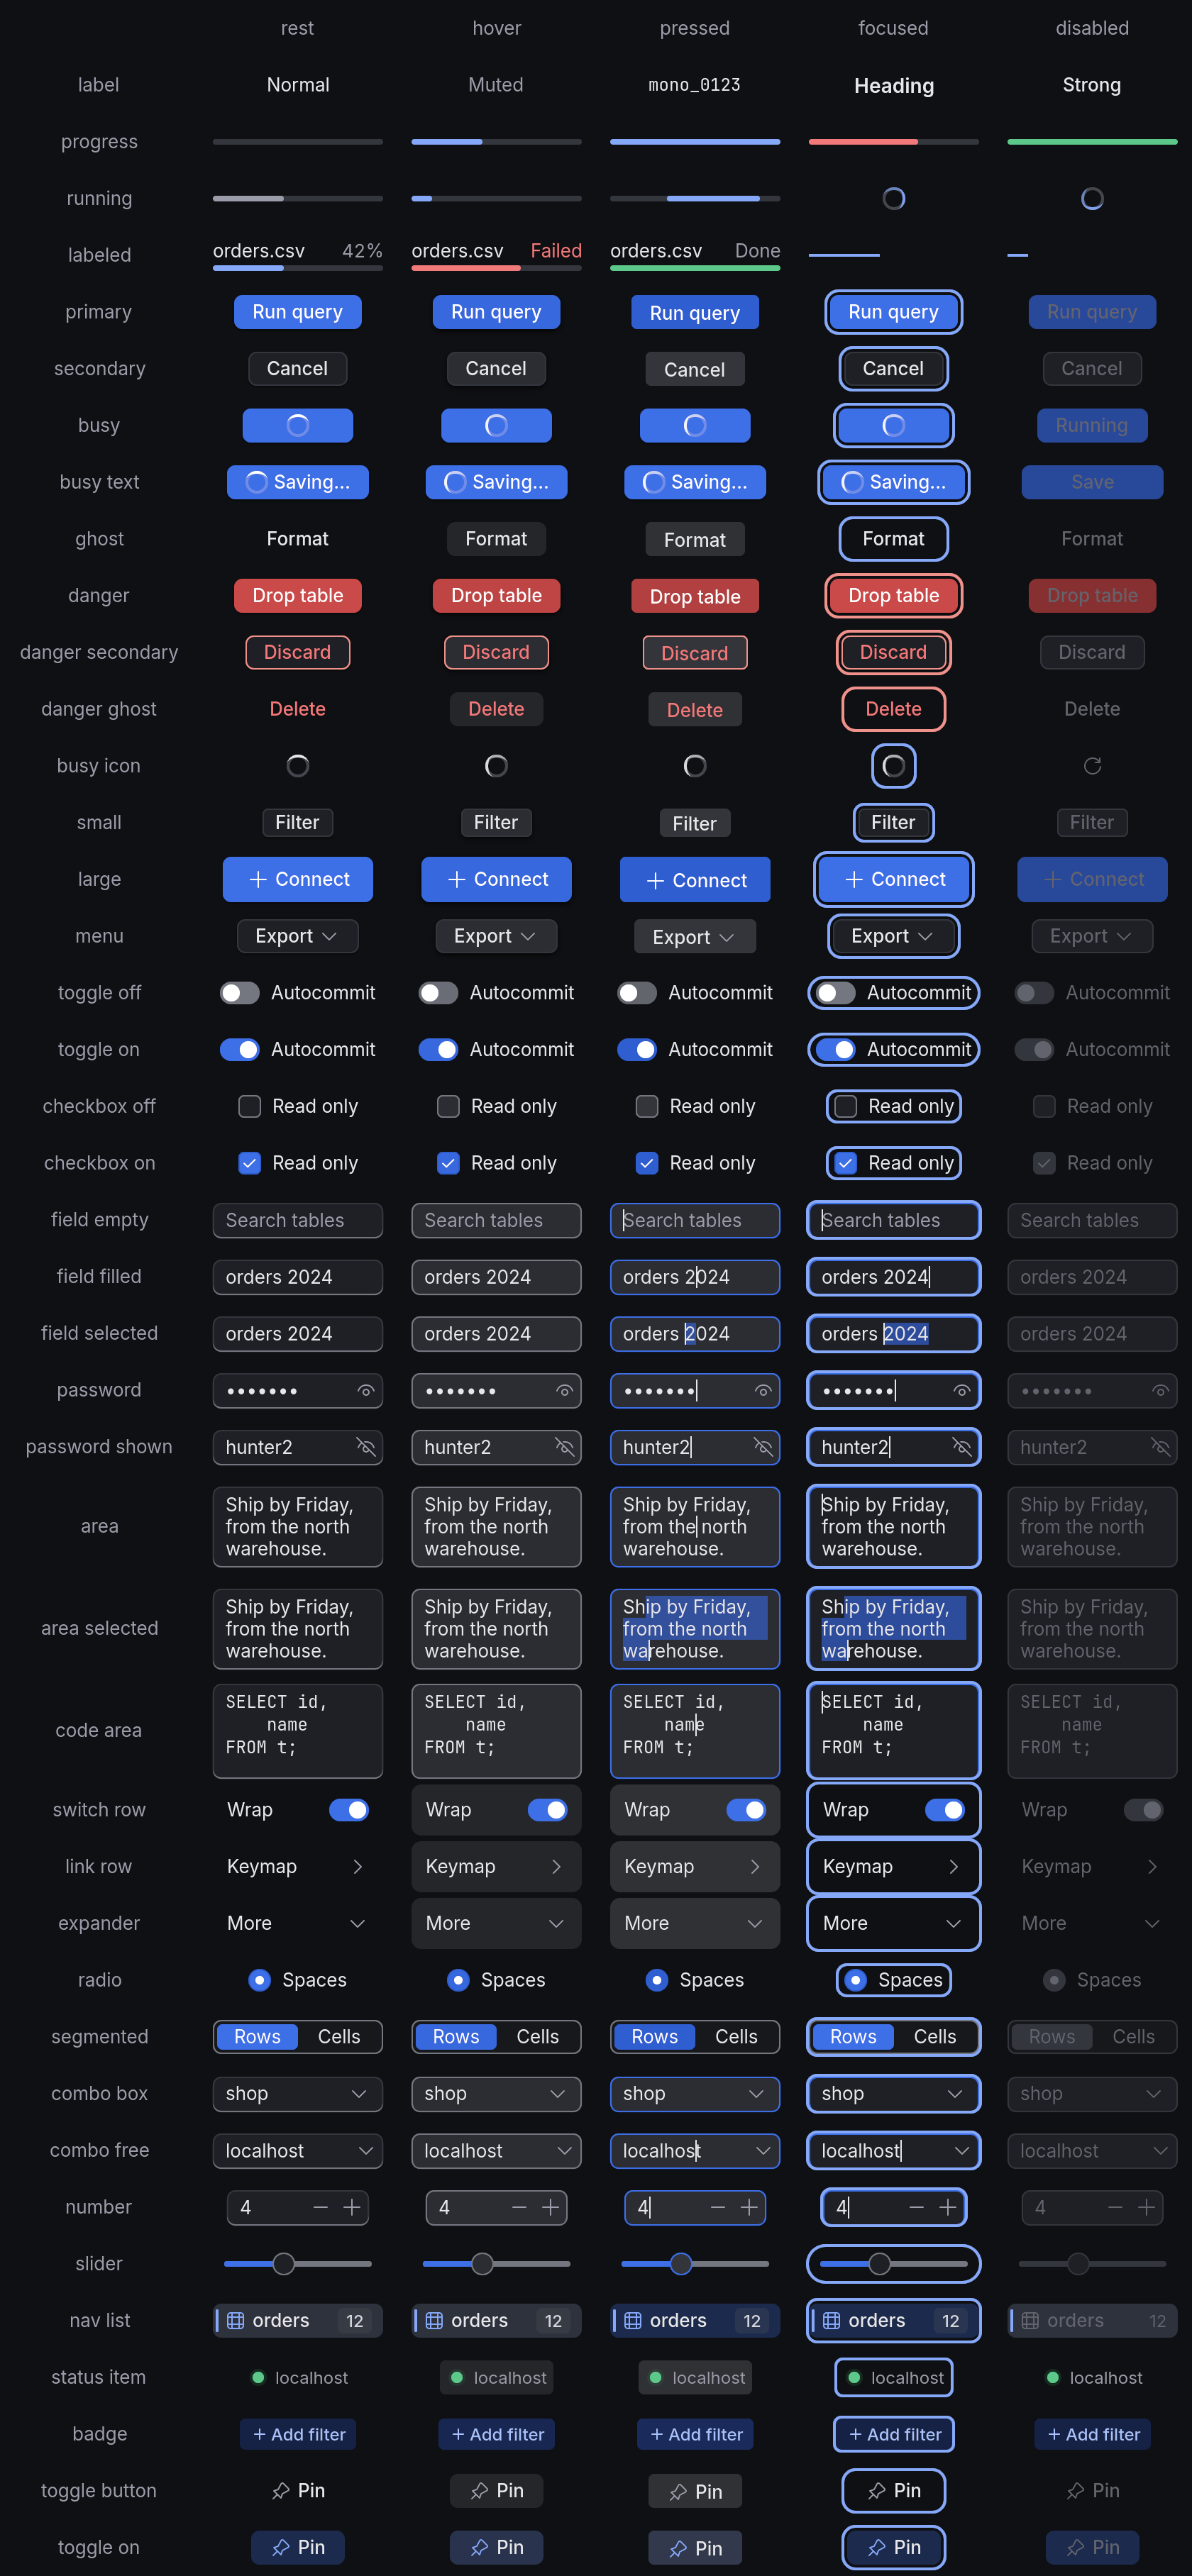 rest hover pressed focused disabled
label Normal Muted mono_0123 Heading Strong
progress
running
labeled orders.csv 42% orders.csv Failed orders.csv Done
primary Run query Run query Run query Run query Run query
secondary Cancel Cancel Cancel Cancel Cancel
busy Running
busy text Saving... Saving... Saving... Saving... Save
ghost Format Format Format Format Format
danger Drop table Drop table Drop table Drop table Drop table
danger secondary Discard Discard Discard Discard Discard
danger ghost Delete Delete Delete Delete Delete
busy icon
small Filter Filter Filter Filter Filter
large Connect Connect Connect Connect Connect
menu Export Export Export Export Export
toggle off Autocommit Autocommit Autocommit Autocommit Autocommit
toggle on Autocommit Autocommit Autocommit Autocommit Autocommit
checkbox off Read only Read only Read only Read only Read only
checkbox on Read only Read only Read only Read only Read only
field empty Search tables Search tables Search tables Search tables Search tables
field filled orders 2024 orders 2024 orders 2024 orders 2024 orders 2024
field selected orders 2024 orders 2024 orders 2024 orders 2024 orders 2024
password ••••••• ••••••• ••••••• ••••••• •••••••
password shown hunter2 hunter2 hunter2 hunter2 hunter2
Ship by Friday, Ship by Friday, Ship by Friday, Ship by Friday, Ship by Friday,
area from the north from the north from the north from the north from the north
warehouse. warehouse. warehouse. warehouse. warehouse.
Ship by Friday, Ship by Friday, Ship by Friday, Ship by Friday, Ship by Friday,
area selected from the north from the north from the north from the north from the north
warehouse. warehouse. warehouse. warehouse. warehouse.
SELECT id, SELECT id, SELECT id, SELECT id, SELECT id,
code area name name name name name
FROM t; FROM t; FROM t; FROM t; FROM t;
switch row Wrap Wrap Wrap Wrap Wrap
link row Keymap Keymap Keymap Keymap Keymap
expander More More More More More
radio Spaces Spaces Spaces Spaces Spaces
segmented Rows Cells Rows Cells Rows Cells Rows Cells Rows Cells
combo box shop shop shop shop shop
combo free localhost localhost localhost localhost localhost
number 4 4 4 4 4
slider
nav list orders 12 orders 12 orders 12 orders 12 orders 12
status item localhost localhost localhost localhost localhost
badge + Add filter + Add filter + Add filter + Add filter + Add filter
toggle button Pin Pin Pin Pin Pin
toggle on Pin Pin Pin Pin Pin